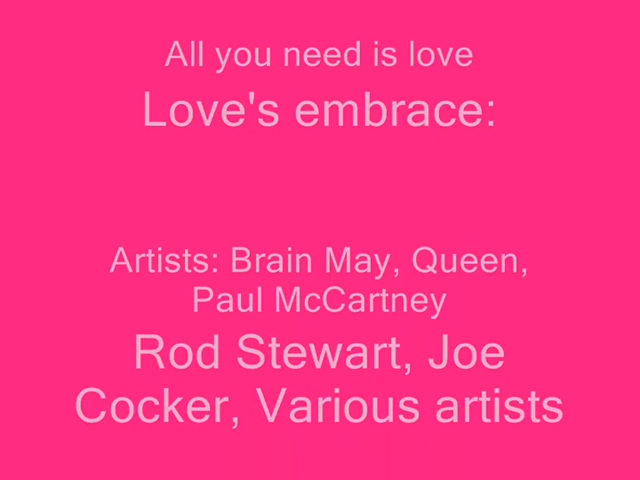 All you need is love
Love's embrace:
Artists: Brain May, Queen,
Paul McCartney
Rod Stewart, Joe
Cocker, Various artists